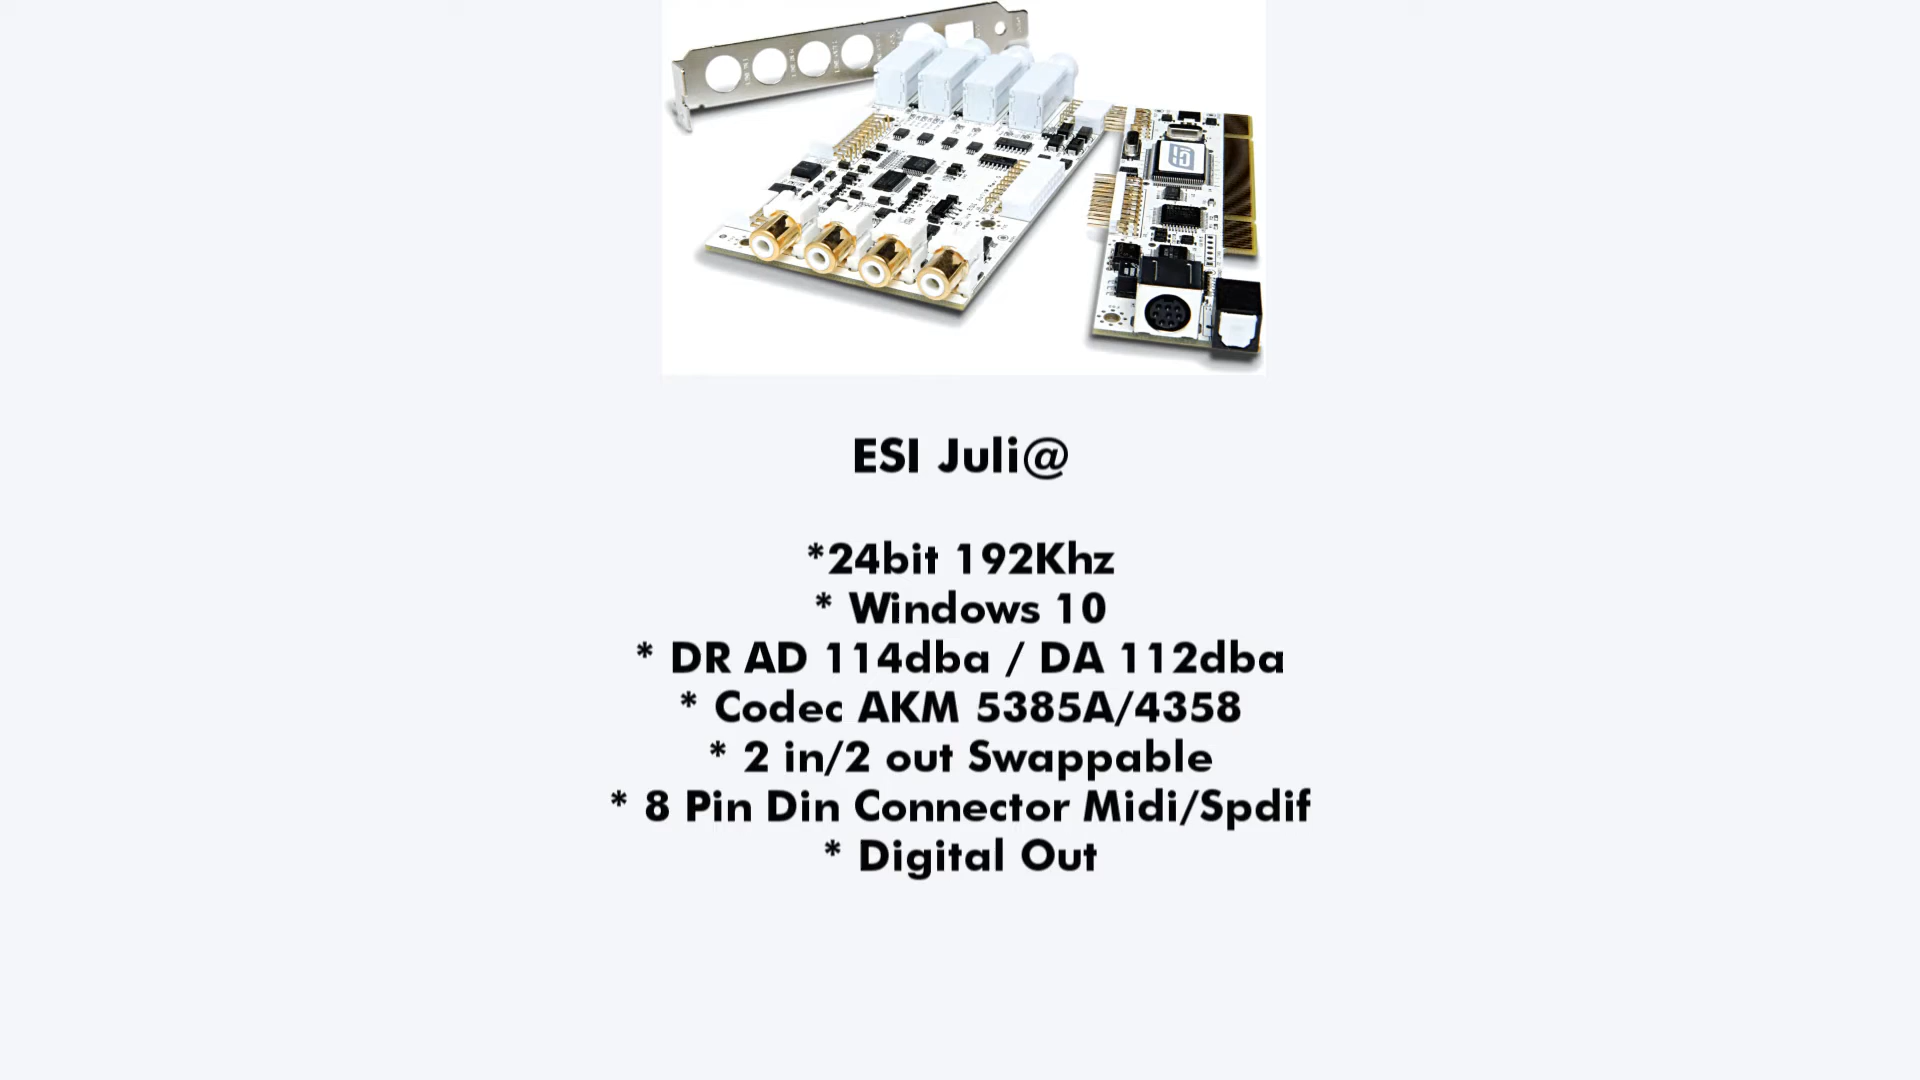 ESI Juli@
*24bit 192Khz
* Windows 10
* DR AD 114dba / DA 112dba
* Codec AKM 5385A/4358
* 2 in/2 out Swappable
* 8 Pin Din Connector Midi/Spdif
* Digital Out